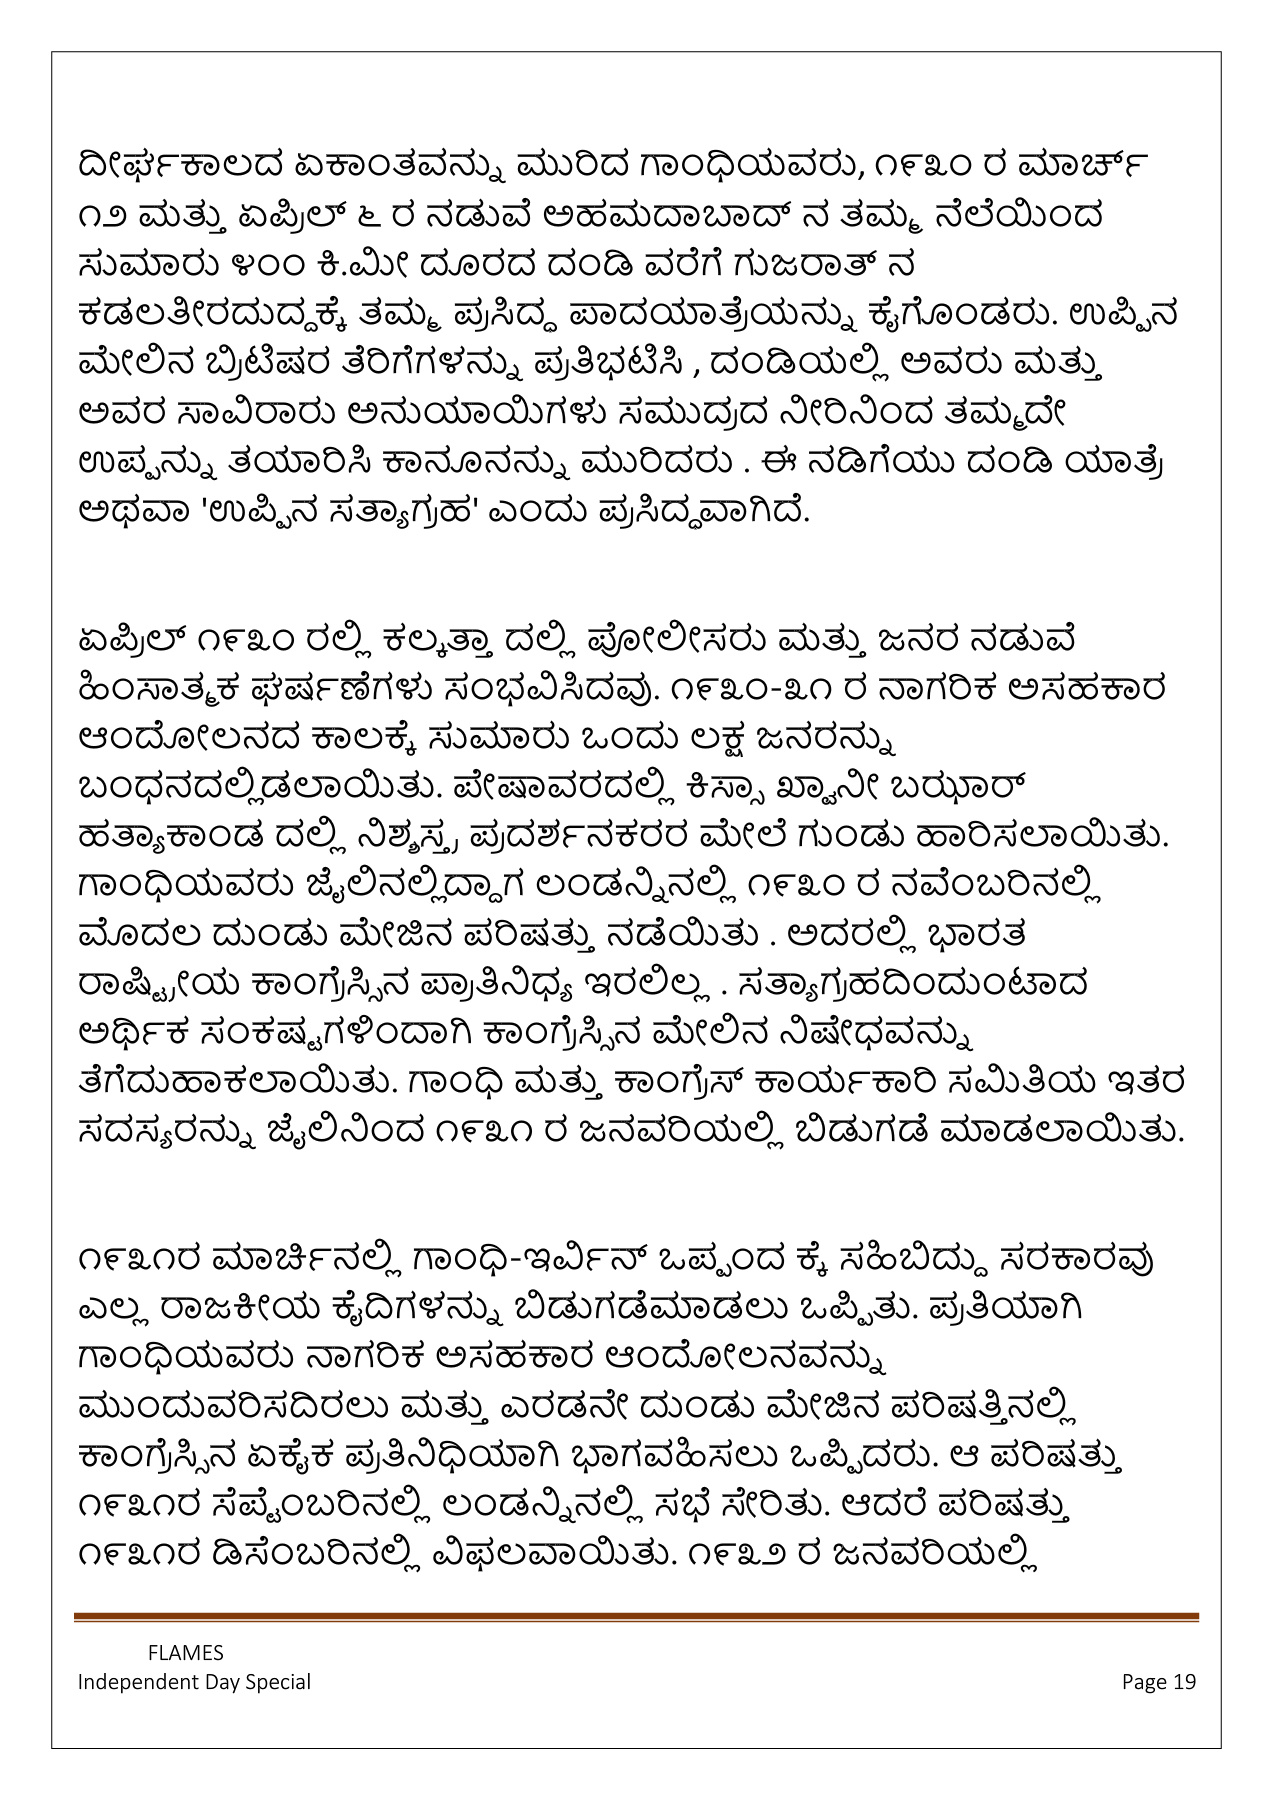 ದೀರ್ಘಕಾಲದ ಏಕಾಂತವನ್ನು ಮುರಿದ ಗಾಂಧಿಯವರು, ೧೯೩೦ ರ ಮಾರ್ಚ್
೧೨ ಮತ್ತು ಏಪ್ರಿಲ್ ೬ ರ ನಡುವೆ ಅಹಮದಾಬಾದ್ ನ ತಮ್ಮ ನೆಲೆಯಿಂದ
ಸುಮಾರು ೪೦೦ ಕಿ.ಮೀ ದೂರದ ದಂಡಿ ವರೆಗೆ ಗುಜರಾತ್ ನ
ಕಡಲತೀರದುದ್ದಕ್ಕೆ ತಮ್ಮ ಪ್ರಸಿದ್ಧ ಪಾದಯಾತ್ರೆಯನ್ನು ಕೈಗೊಂಡರು. ಉಪ್ಪಿನ
ಮೇಲಿನ ಬ್ರಿಟಿಷರ ತೆರಿಗೆಗಳನ್ನು ಪ್ರತಿಭಟಿಸಿ , ದಂಡಿಯಲ್ಲಿ ಅವರು ಮತ್ತು
ಅವರ ಸಾವಿರಾರು ಅನುಯಾಯಿಗಳು ಸಮುದ್ರದ ನೀರಿನಿಂದ ತಮ್ಮದೇ
ಉಪ್ಪನ್ನು ತಯಾರಿಸಿ ಕಾನೂನನ್ನು ಮುರಿದರು . ಈ ನಡಿಗೆಯು ದಂಡಿ ಯಾತ್ರೆ
ಅಥವಾ 'ಉಪ್ಪಿನ ಸತ್ಯಾಗ್ರಹ' ಎಂದು ಪ್ರಸಿದ್ಧವಾಗಿದೆ.
ಏಪ್ರಿಲ್ ೧೯೩೦ ರಲ್ಲಿ ಕಲ್ಕತ್ತಾ ದಲ್ಲಿ ಪೋಲೀಸರು ಮತ್ತು ಜನರ ನಡುವೆ
ಹಿಂಸಾತ್ಮಕ ಘರ್ಷಣೆಗಳು ಸಂಭವಿಸಿದವು. ೧೯೩೦-೩೧ ರ ನಾಗರಿಕ ಅಸಹಕಾರ
ಆಂದೋಲನದ ಕಾಲಕ್ಕೆ ಸುಮಾರು ಒಂದು ಲಕ್ಷ ಜನರನ್ನು
ಬಂಧನದಲ್ಲಿಡಲಾಯಿತು. ಪೇಷಾವರದಲ್ಲಿ ಕಿಸ್ಸಾ ಖ್ವಾನೀ ಬಝಾರ್
ಹತ್ಯಾಕಾಂಡ ದಲ್ಲಿ ನಿಶ್ಶಸ್ತ್ರ ಪ್ರದರ್ಶನಕರರ ಮೇಲೆ ಗುಂಡು ಹಾರಿಸಲಾಯಿತು.
ಗಾಂಧಿಯವರು ಜೈಲಿನಲ್ಲಿದ್ದಾಗ ಲಂಡನ್ನಿನಲ್ಲಿ ೧೯೩೦ ರ ನವೆಂಬರಿನಲ್ಲಿ
ಮೊದಲ ದುಂಡು ಮೇಜಿನ ಪರಿಷತ್ತು ನಡೆಯಿತು . ಅದರಲ್ಲಿ ಭಾರತ
ರಾಷ್ಟ್ರೀಯ ಕಾಂಗ್ರೆಸ್ಸಿನ ಪ್ರಾತಿನಿಧ್ಯ ಇರಲಿಲ್ಲ . ಸತ್ಯಾಗ್ರಹದಿಂದುಂಟಾದ
ಅರ್ಥಿಕ ಸಂಕಷ್ಟಗಳಿಂದಾಗಿ ಕಾಂಗ್ರೆಸ್ಸಿನ ಮೇಲಿನ ನಿಷೇಧವನ್ನು
ತೆಗೆದುಹಾಕಲಾಯಿತು. ಗಾಂಧಿ ಮತ್ತು ಕಾಂಗ್ರೆಸ್ ಕಾರ್ಯಕಾರಿ ಸಮಿತಿಯ ಇತರ
ಸದಸ್ಯರನ್ನು ಜೈಲಿನಿಂದ ೧೯೩೧ ರ ಜನವರಿಯಲ್ಲಿ ಬಿಡುಗಡೆ ಮಾಡಲಾಯಿತು.
೧೯೩೧ರ ಮಾರ್ಚಿನಲ್ಲಿ ಗಾಂಧಿ-ಇರ್ವಿನ್ ಒಪ್ಪಂದ ಕ್ಕೆ ಸಹಿಬಿದ್ದು ಸರಕಾರವು
ಎಲ್ಲ ರಾಜಕೀಯ ಕೈದಿಗಳನ್ನು ಬಿಡುಗಡೆಮಾಡಲು ಒಪ್ಪಿತು. ಪ್ರತಿಯಾಗಿ
ಗಾಂಧಿಯವರು ನಾಗರಿಕ ಅಸಹಕಾರ ಆಂದೋಲನವನ್ನು
ಮುಂದುವರಿಸದಿರಲು ಮತ್ತು ಎರಡನೇ ದುಂಡು ಮೇಜಿನ ಪರಿಷತ್ತಿನಲ್ಲಿ
ಕಾಂಗ್ರೆಸ್ಸಿನ ಏಕೈಕ ಪ್ರತಿನಿಧಿಯಾಗಿ ಭಾಗವಹಿಸಲು ಒಪ್ಪಿದರು. ಆ ಪರಿಷತ್ತು
೧೯೩೧ರ ಸೆಪ್ಟೆಂಬರಿನಲ್ಲಿ ಲಂಡನ್ನಿನಲ್ಲಿ ಸಭೆ ಸೇರಿತು. ಆದರೆ ಪರಿಷತ್ತು
೧೯೩೧ರ ಡಿಸೆಂಬರಿನಲ್ಲಿ ವಿಫಲವಾಯಿತು. ೧೯೩೨ ರ ಜನವರಿಯಲ್ಲಿ
FLAMES
Independent Day Special Page 19